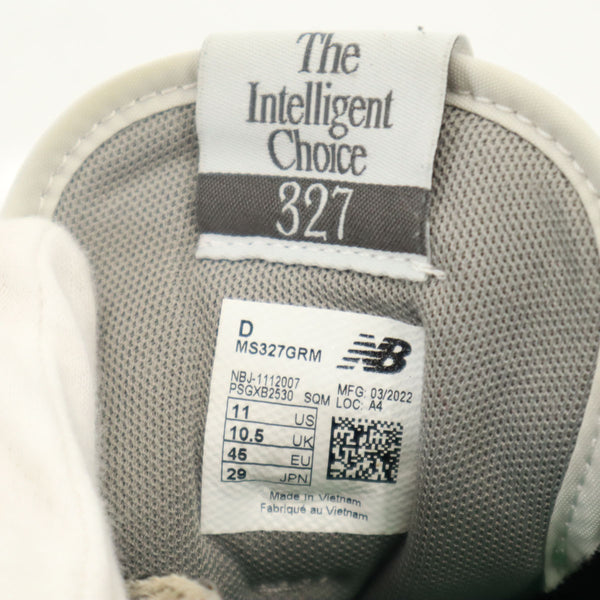 The
Intelligent
Choice
327
D
MS327GRM
NB
NBJ-1112007
PSGXB2530 SQM
MFG: 03/2022
LOC: A4
11 US
10.5 UK
45 EU
29 JPN
Made in Vietnam
Fabriqué au Vietnam